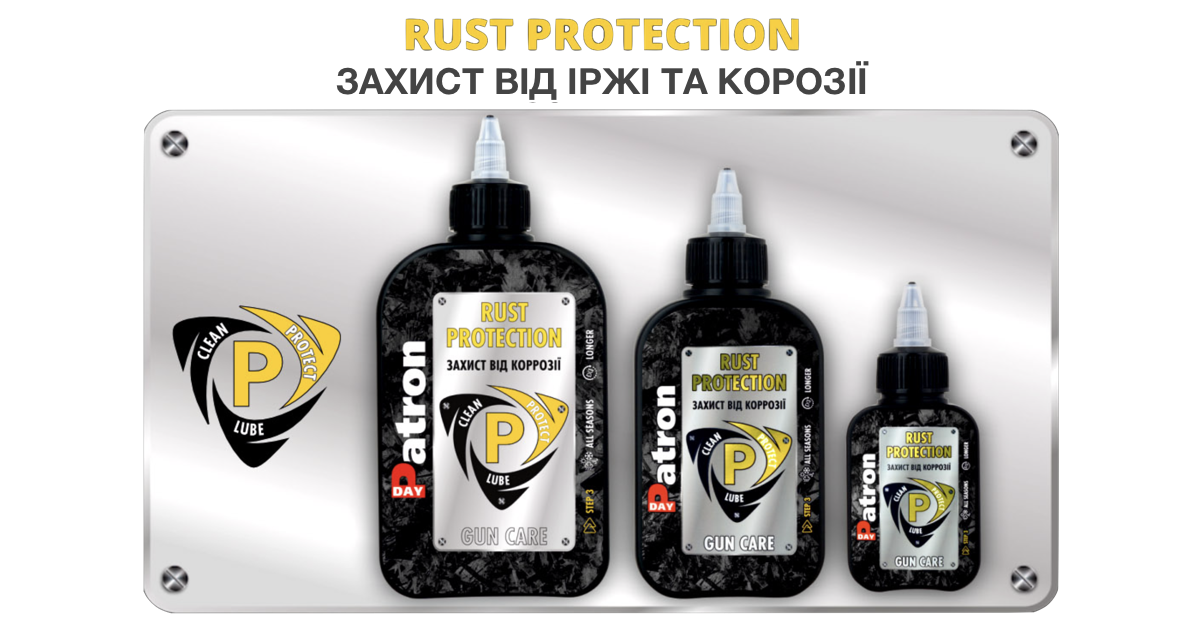 RUST PROTECTION
ЗАХИСТ ВІД ІРЖІ ТА КОРОЗІЇ
CLEAN
PROTECT
P
LUBE
DAY
Patron
RUST
PROTECTION
ЗАХИСТ ВІД КОРРОЗІЇ
CLEAN
PROTECT
P
LUBE
GUN CARE
STEP 3
ALL SEASONS
LONGER
DAY
Patron
RUST
PROTECTION
ЗАХИСТ ВІД КОРРОЗІЇ
CLEAN
PROTECT
P
LUBE
GUN CARE
STEP 3
ALL SEASONS
LONGER
DAY
Patron
RUST
PROTECTION
ЗАХИСТ ВІД КОРРОЗІЇ
CLEAN
PROTECT
P
LUBE
GUN CARE
ALL SEASONS
LONGER